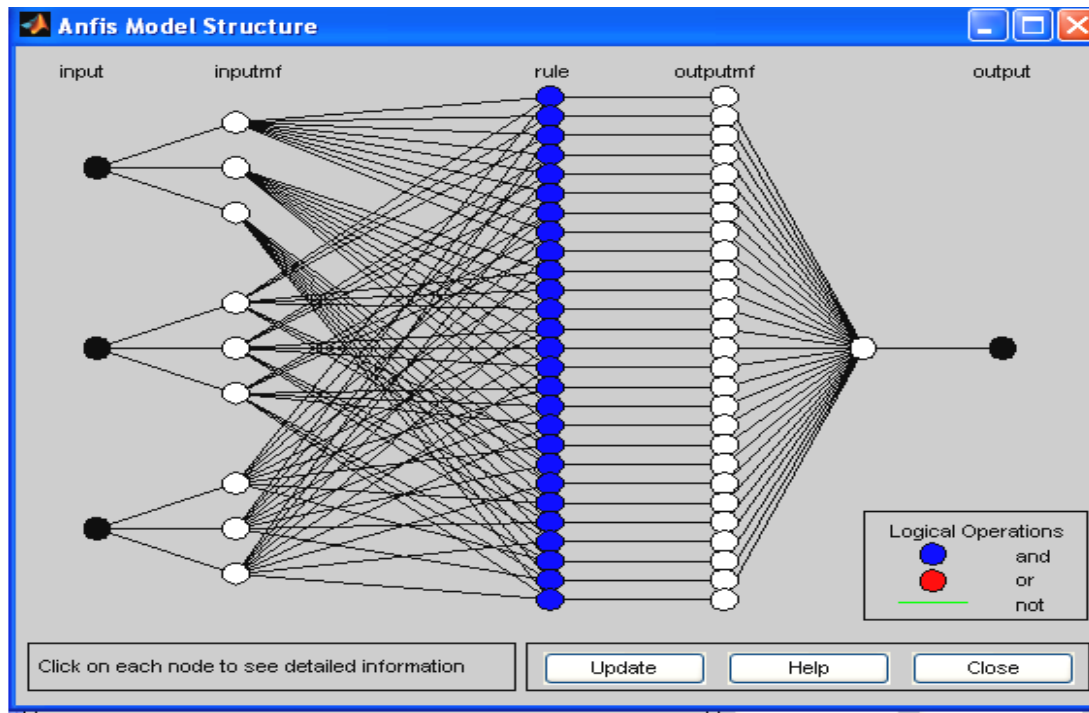 Anfis Model Structure
input inputmf rule outputmf output
Logical Operations
and
or
not
Click on each node to see detailed information
Update Help Close